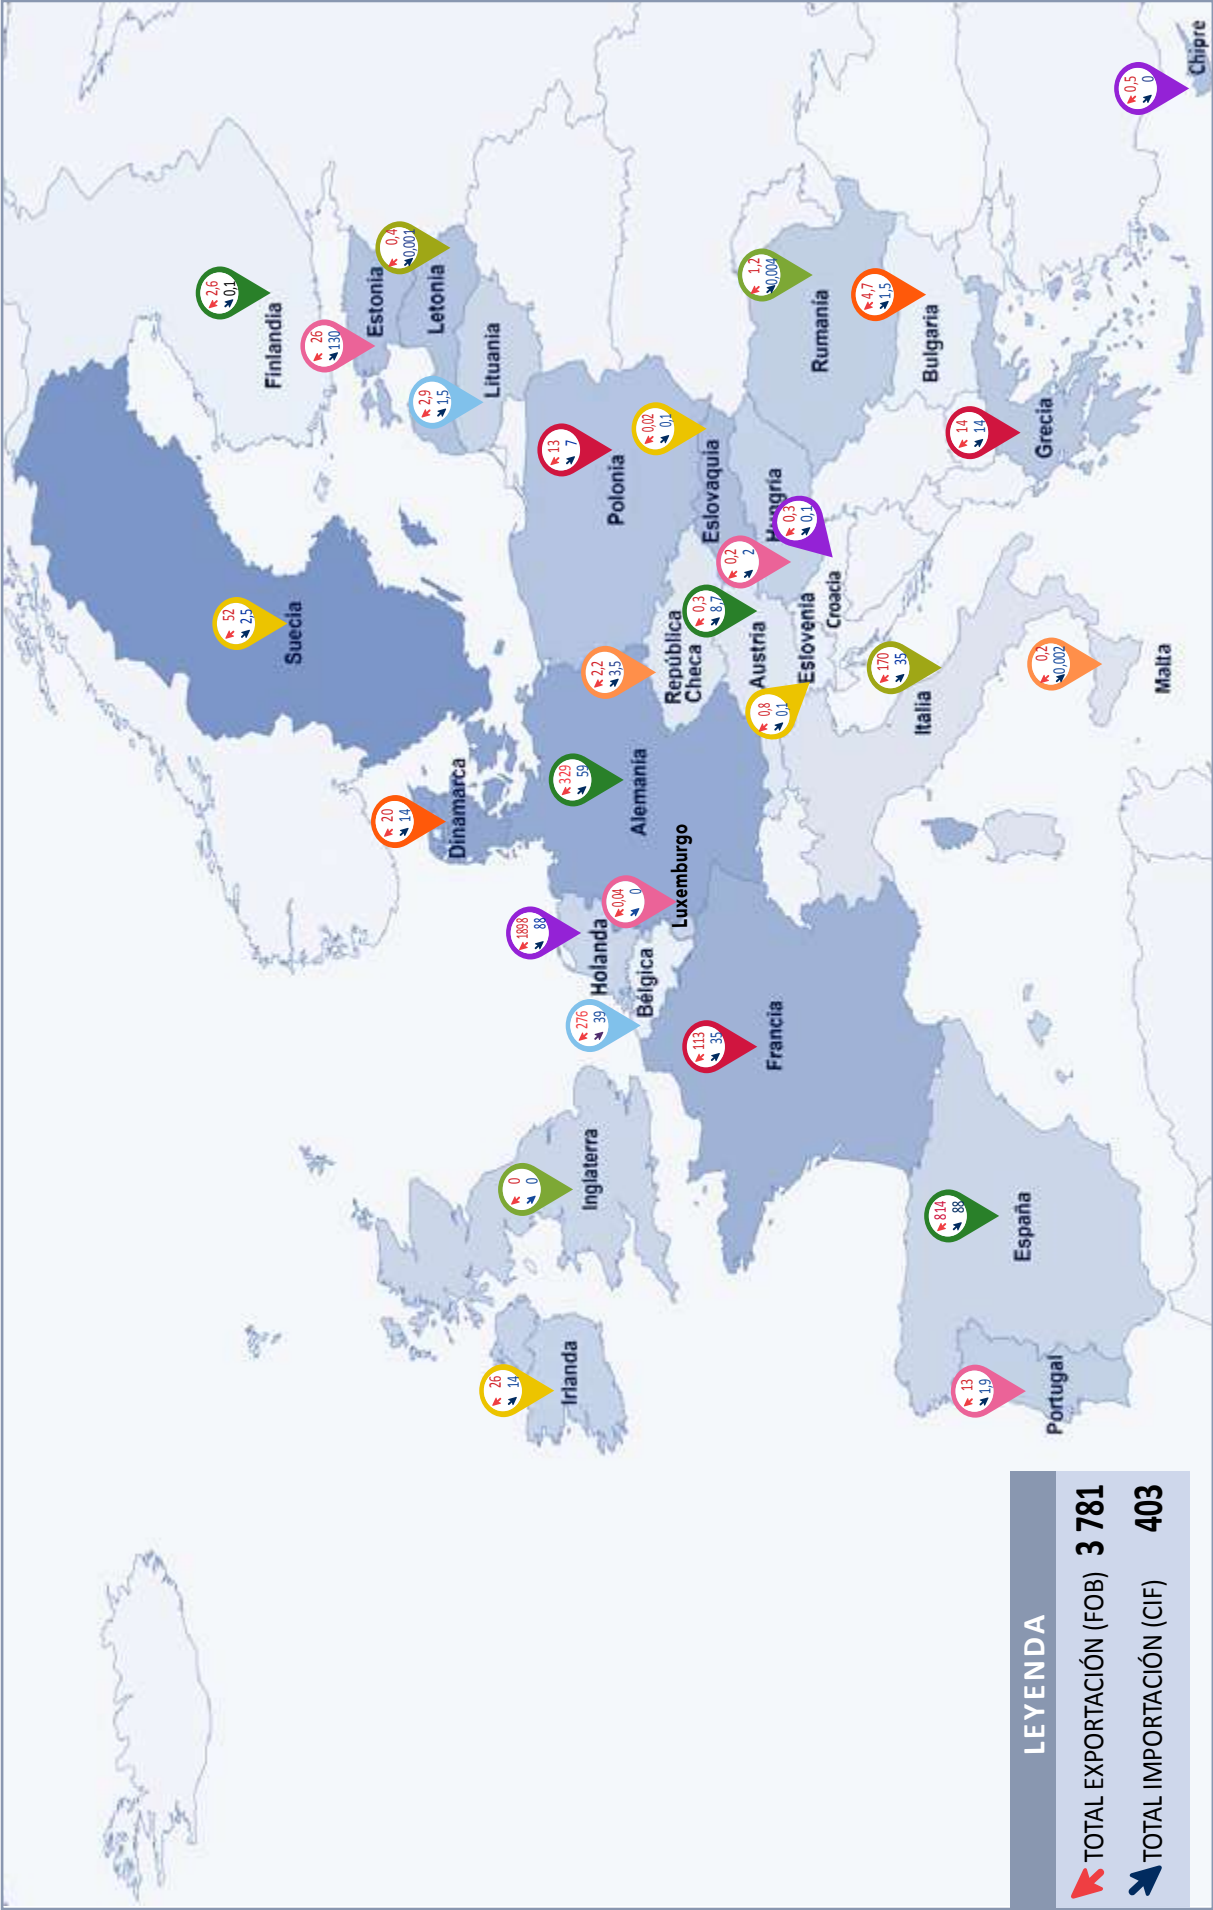 Finlandia
2,6
0,1
Estonia
26
130
Letonia
0,4
0,001
Lituania
2,9
1,5
Suecia
52
2,5
Dinamarca
20
14
Irlanda
26
14
Inglaterra
0
0
Holanda
1898
88
Bélgica
276
39
Luxemburgo
0,04
0
Alemania
329
59
2,2
3,5
República
Checa
Polonia
13
7
Eslovaquia
0,02
0,1
Austria
0,3
8,7
Hungría
0,2
2
Eslovenia
0,8
0,1
Croacia
0,3
0,1
Rumanía
1,2
0,004
Bulgaria
4,7
1,5
Francia
113
35
Italia
170
35
Grecia
14
14
España
814
88
Portugal
13
1,9
Malta
0,2
0,002
Chipre
0,5
0
LEYENDA
TOTAL EXPORTACIÓN (FOB) 3 781
TOTAL IMPORTACIÓN (CIF) 403